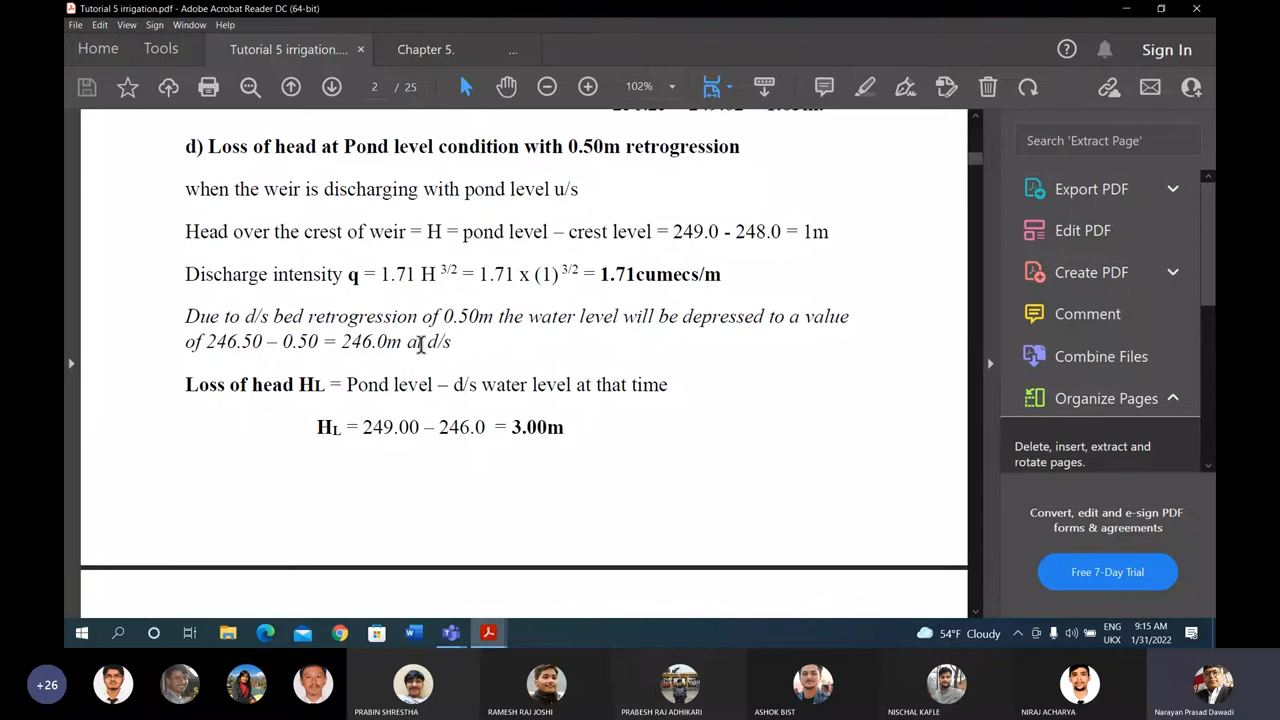 Tutorial 5 irrigation.pdf - Adobe Acrobat Reader DC (64-bit)
File Edit View Sign Window Help
Home Tools Tutorial 5 irrigation.... × Chapter 5. ... Sign In
2 / 25 102%
d) Loss of head at Pond level condition with 0.50m retrogression
when the weir is discharging with pond level u/s
Head over the crest of weir = H = pond level – crest level = 249.0 - 248.0 = 1m
Discharge intensity q = 1.71 H 3/2 = 1.71 x (1) 3/2 = 1.71cumecs/m
Due to d/s bed retrogression of 0.50m the water level will be depressed to a value
of 246.50 – 0.50 = 246.0m at d/s
Loss of head HL = Pond level – d/s water level at that time
HL = 249.00 – 246.0 = 3.00m
Search 'Extract Page'
Export PDF
Edit PDF
Create PDF
Comment
Combine Files
Organize Pages
Delete, insert, extract and
rotate pages.
Convert, edit and e-sign PDF
forms & agreements
Free 7-Day Trial
54°F Cloudy
ENG
UKX
9:15 AM
1/31/2022
+26
PRABIN SHRESTHA
RAMESH RAJ JOSHI
PRABESH RAJ ADHIKARI
ASHOK BIST
NISCHAL KAFLE
NIRAJ ACHARYA
Narayan Prasad Dawadi